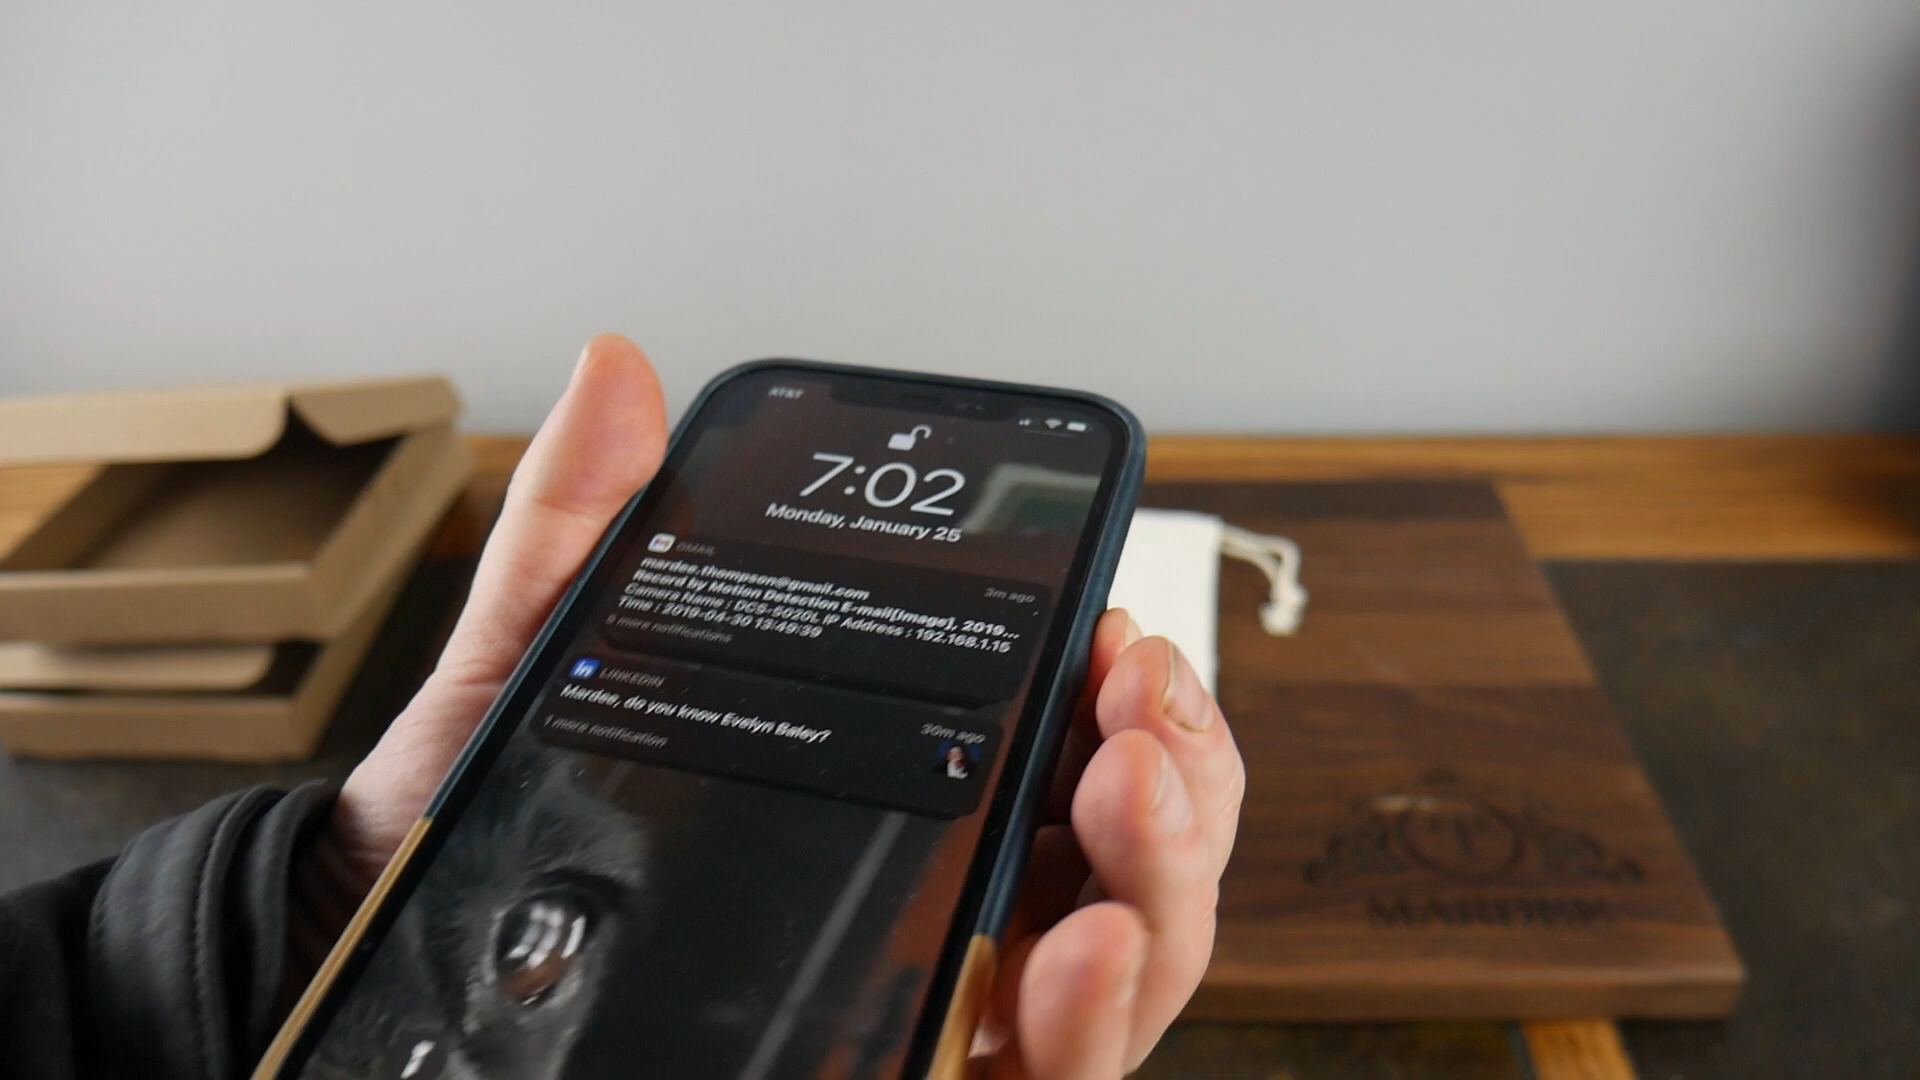 AT&T
7:02
Monday, January 25
GMAIL
3m ago
mardee.thompson@gmail.com
Record by Motion Detection E-mail[Image], 2019...
Camera Name : DCS-5020L IP Address : 192.168.1.15
Time : 2019-04-30 13:49:39
LINKEDIN
30m ago
Mardee, do you know Evelyn Baley?
1 more notification
MARDEE